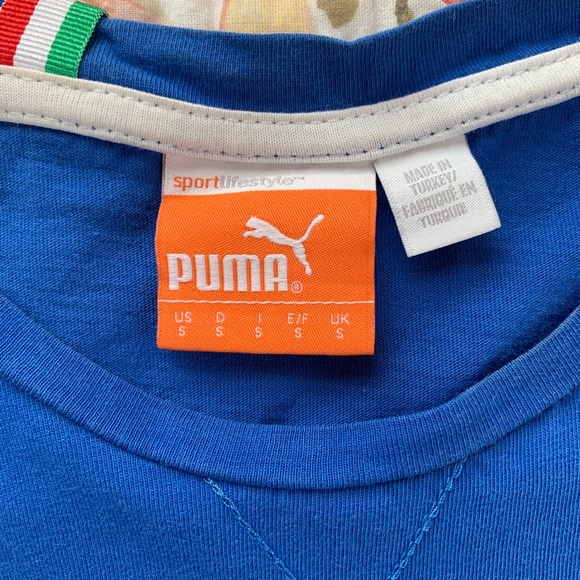 sportlifestyle™
PUMA®
US D I E/F UK
S S S S S
MADE IN
TURKEY/
FABRIQUÉ EN
TURQUIE